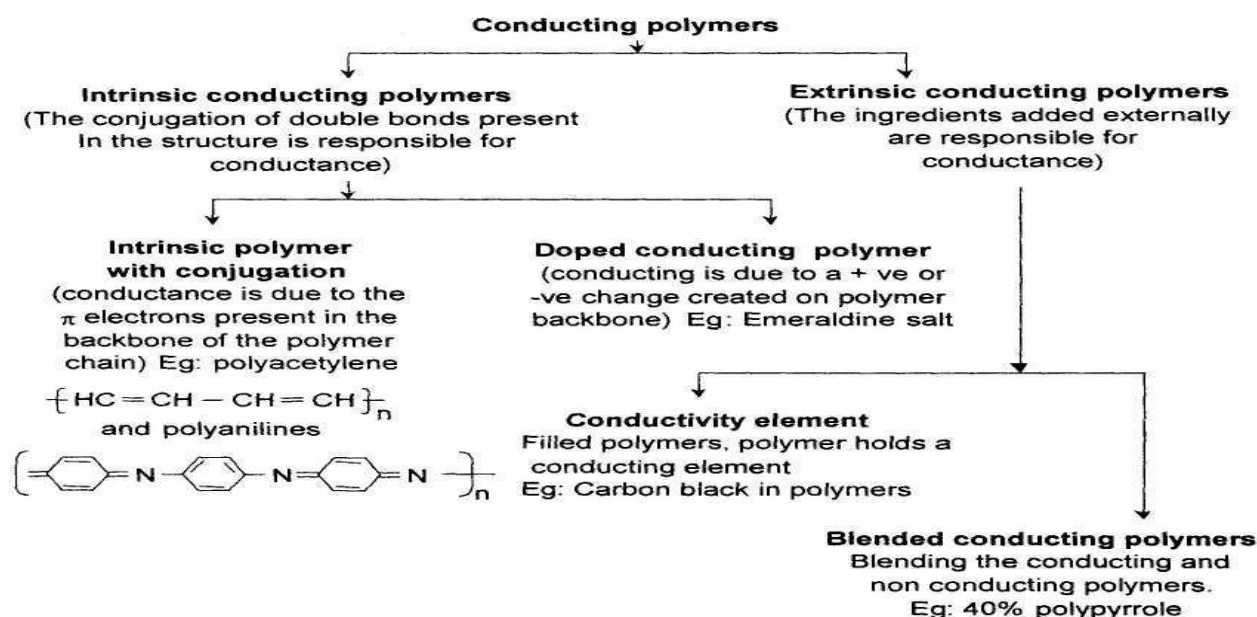 Conducting polymers
Intrinsic conducting polymers
(The conjugation of double bonds present
In the structure is responsible for
conductance)
Extrinsic conducting polymers
(The ingredients added externally
are responsible for
conductance)
Intrinsic polymer
with conjugation
(conductance is due to the
π electrons present in the
backbone of the polymer
chain) Eg: polyacetylene
{HC=CH–CH=CH}n
and polyanilines
=N–N=N n
Doped conducting polymer
(conducting is due to a + ve or
-ve change created on polymer
backbone) Eg: Emeraldine salt
Conductivity element
Filled polymers, polymer holds a
conducting element
Eg: Carbon black in polymers
Blended conducting polymers
Blending the conducting and
non conducting polymers.
Eg: 40% polypyrrole